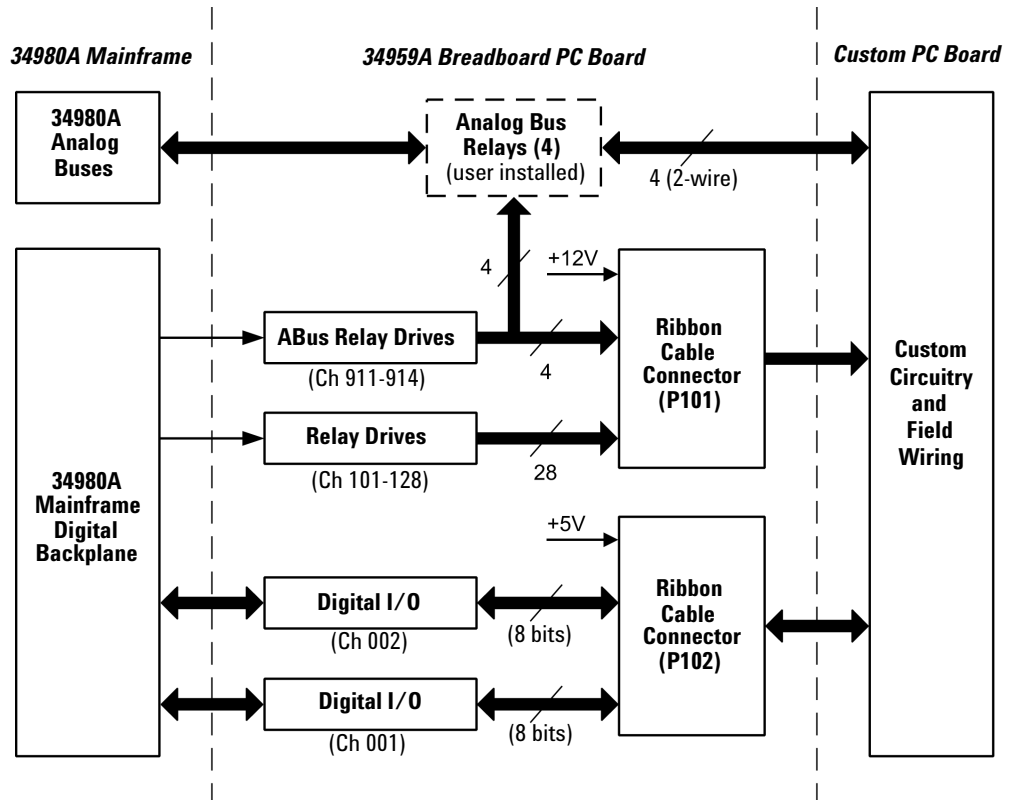 34980A Mainframe
34959A Breadboard PC Board
Custom PC Board
34980A
Analog
Buses
Analog Bus
Relays (4)
(user installed)
4 (2-wire)
4
+12V
ABus Relay Drives
(Ch 911-914)
4
Relay Drives
(Ch 101-128)
28
Ribbon
Cable
Connector
(P101)
Custom
Circuitry
and
Field
Wiring
34980A
Mainframe
Digital
Backplane
+5V
Digital I/O
(Ch 002)
(8 bits)
Digital I/O
(Ch 001)
(8 bits)
Ribbon
Cable
Connector
(P102)